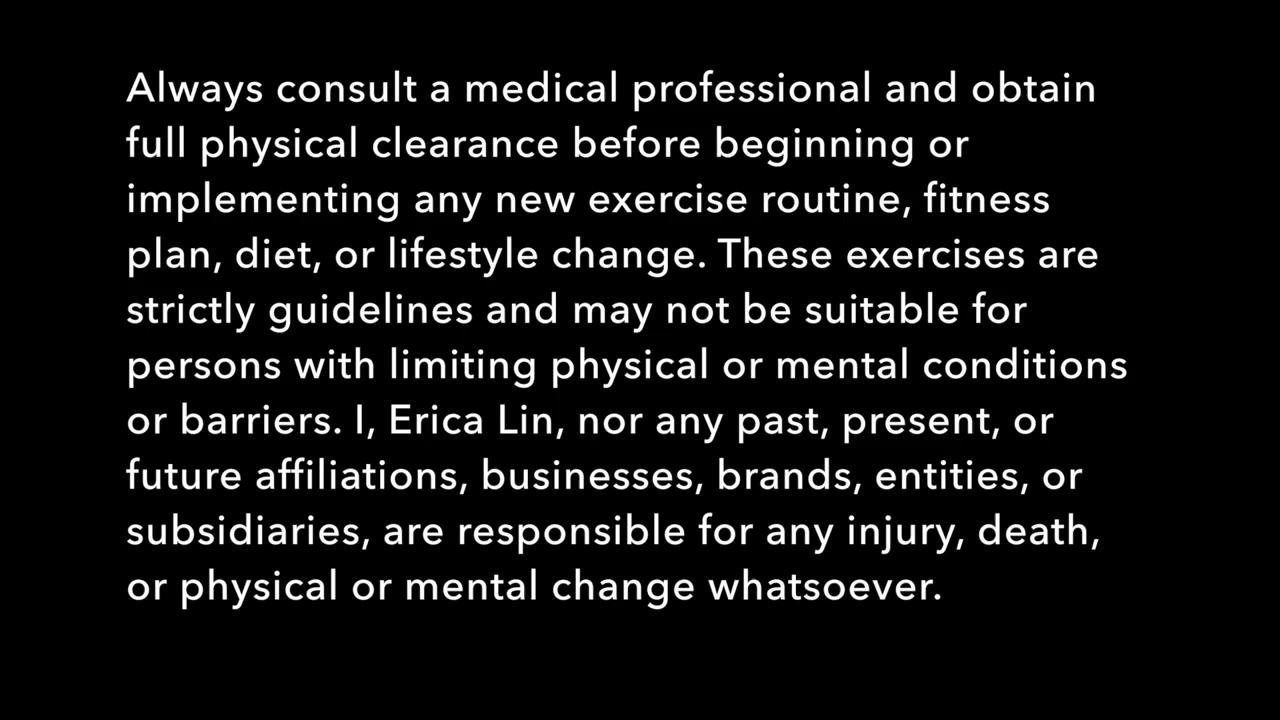 Always consult a medical professional and obtain
full physical clearance before beginning or
implementing any new exercise routine, fitness
plan, diet, or lifestyle change. These exercises are
strictly guidelines and may not be suitable for
persons with limiting physical or mental conditions
or barriers. I, Erica Lin, nor any past, present, or
future affiliations, businesses, brands, entities, or
subsidiaries, are responsible for any injury, death,
or physical or mental change whatsoever.